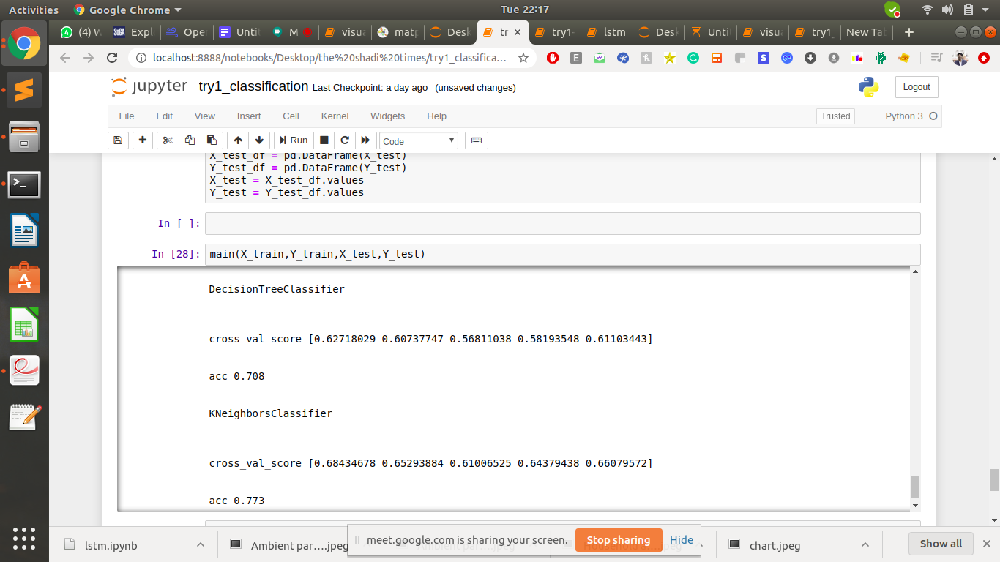 Activities
Google Chrome
Tue 22:17
(4) W
Expl
Oper
Unti
M
visua
matp
Desk
tr
try1-
lstm
Desk
Unti
visua
try1_
New Tab
localhost:8888/notebooks/Desktop/the%20shadi%20times/try1_classifica...
jupyter
try1_classification Last Checkpoint: a day ago (unsaved changes)
Logout
File Edit View Insert Cell Kernel Widgets Help
Trusted
Python 3
Run
Code
X_test_df = pd.DataFrame(X_test)
Y_test_df = pd.DataFrame(Y_test)
X_test = X_test_df.values
Y_test = Y_test_df.values
In [ ]:
In [28]: main(X_train,Y_train,X_test,Y_test)
DecisionTreeClassifier
cross_val_score [0.62718029 0.60737747 0.56811038 0.58193548 0.61103443]
acc 0.708
KNeighborsClassifier
cross_val_score [0.68434678 0.65293884 0.61006525 0.64379438 0.66079572]
acc 0.773
lstm.ipynb
Ambient par....jpeg
meet.google.com is sharing your screen.
Stop sharing
Hide
chart.jpeg
Show all